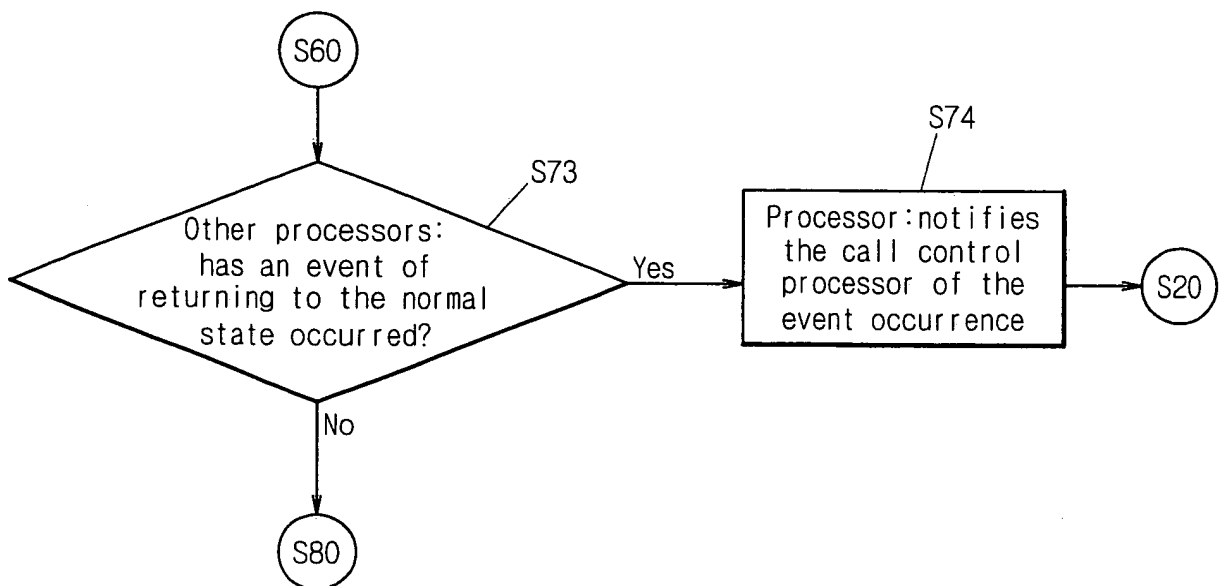 S60
S73
Other processors:
has an event of
returning to the normal
state occurred?
Yes
No
S74
Processor:notifies
the call control
processor of the
event occurrence
S20
S80